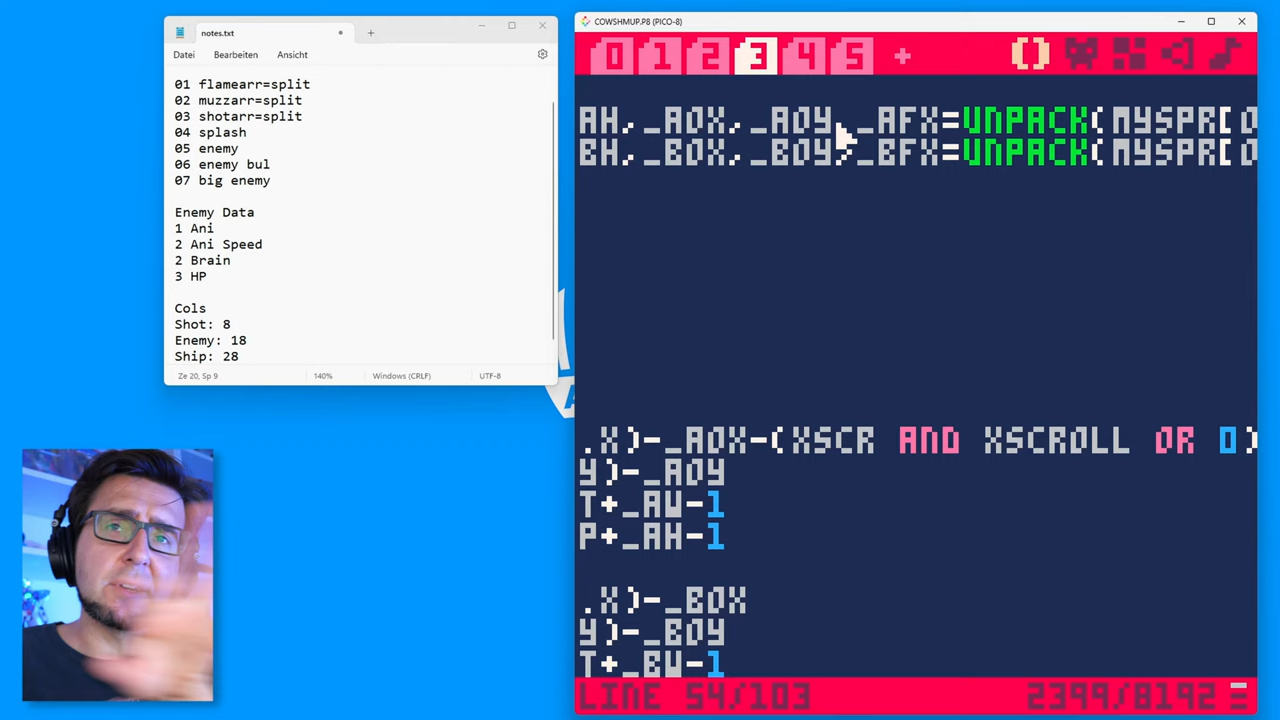 notes.txt
Datei Bearbeiten Ansicht
01 flamearr=split
02 muzzarr=split
03 shotarr=split
04 splash
05 enemy
06 enemy bul
07 big enemy
Enemy Data
1 Ani
2 Ani Speed
2 Brain
3 HP
Cols
Shot: 8
Enemy: 18
Ship: 28
Ze 20, Sp 9 140% Windows (CRLF) UTF-8
COWSHMUP.P8 (PICO-8)
0 1 2 3 4 5 +
AH,_AOX,_AOY,_AFX=UNPACK(MYSPR[O
BH,_BOX,_BOY,_BFX=UNPACK(MYSPR[O
.X)-_AOX-(XSCR AND XSCROLL OR 0)
Y)-_AOY
T+_AW-1
P+_AH-1
.X)-_BOX
Y)-_BOY
T+_BW-1
LINE 54/103 2399/8192